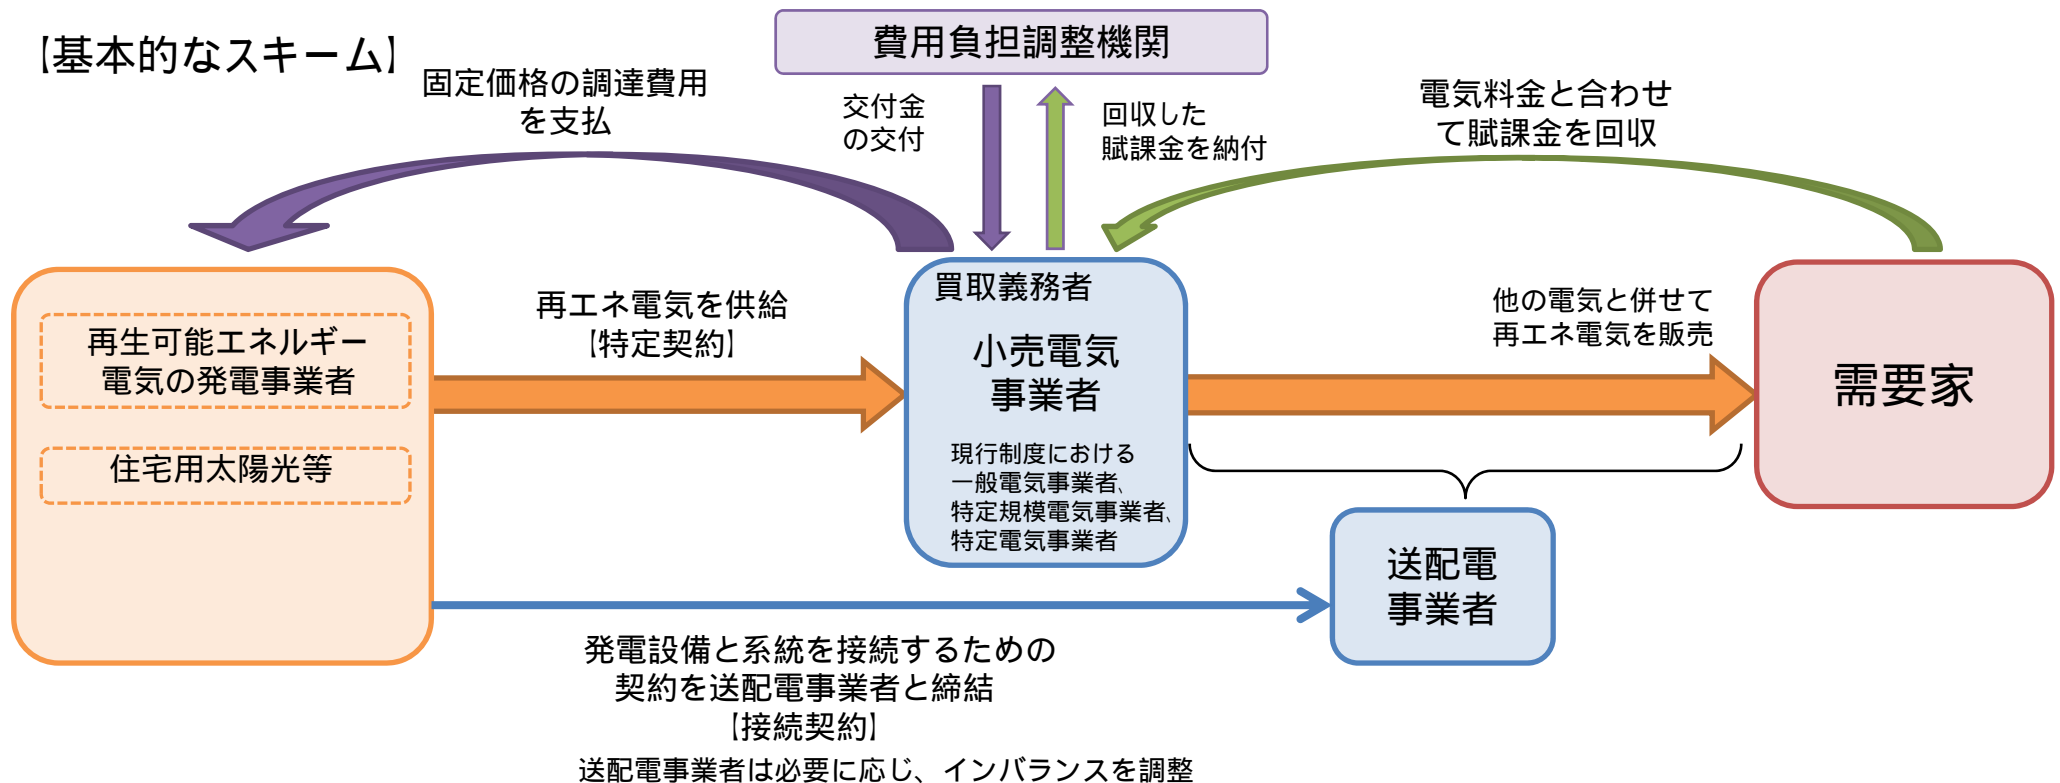 【基本的なスキーム】
費用負担調整機関
固定価格の調達費用
を支払
交付金
の交付
回収した
賦課金を納付
電気料金と合わせ
て賦課金を回収
再生可能エネルギー
電気の発電事業者
住宅用太陽光等
再エネ電気を供給
【特定契約】
買取義務者
小売電気
事業者
現行制度における
一般電気事業者、
特定規模電気事業者、
特定電気事業者
他の電気と併せて
再エネ電気を販売
需要家
送配電
事業者
発電設備と系統を接続するための
契約を送配電事業者と締結
【接続契約】
送配電事業者は必要に応じ、インバランスを調整